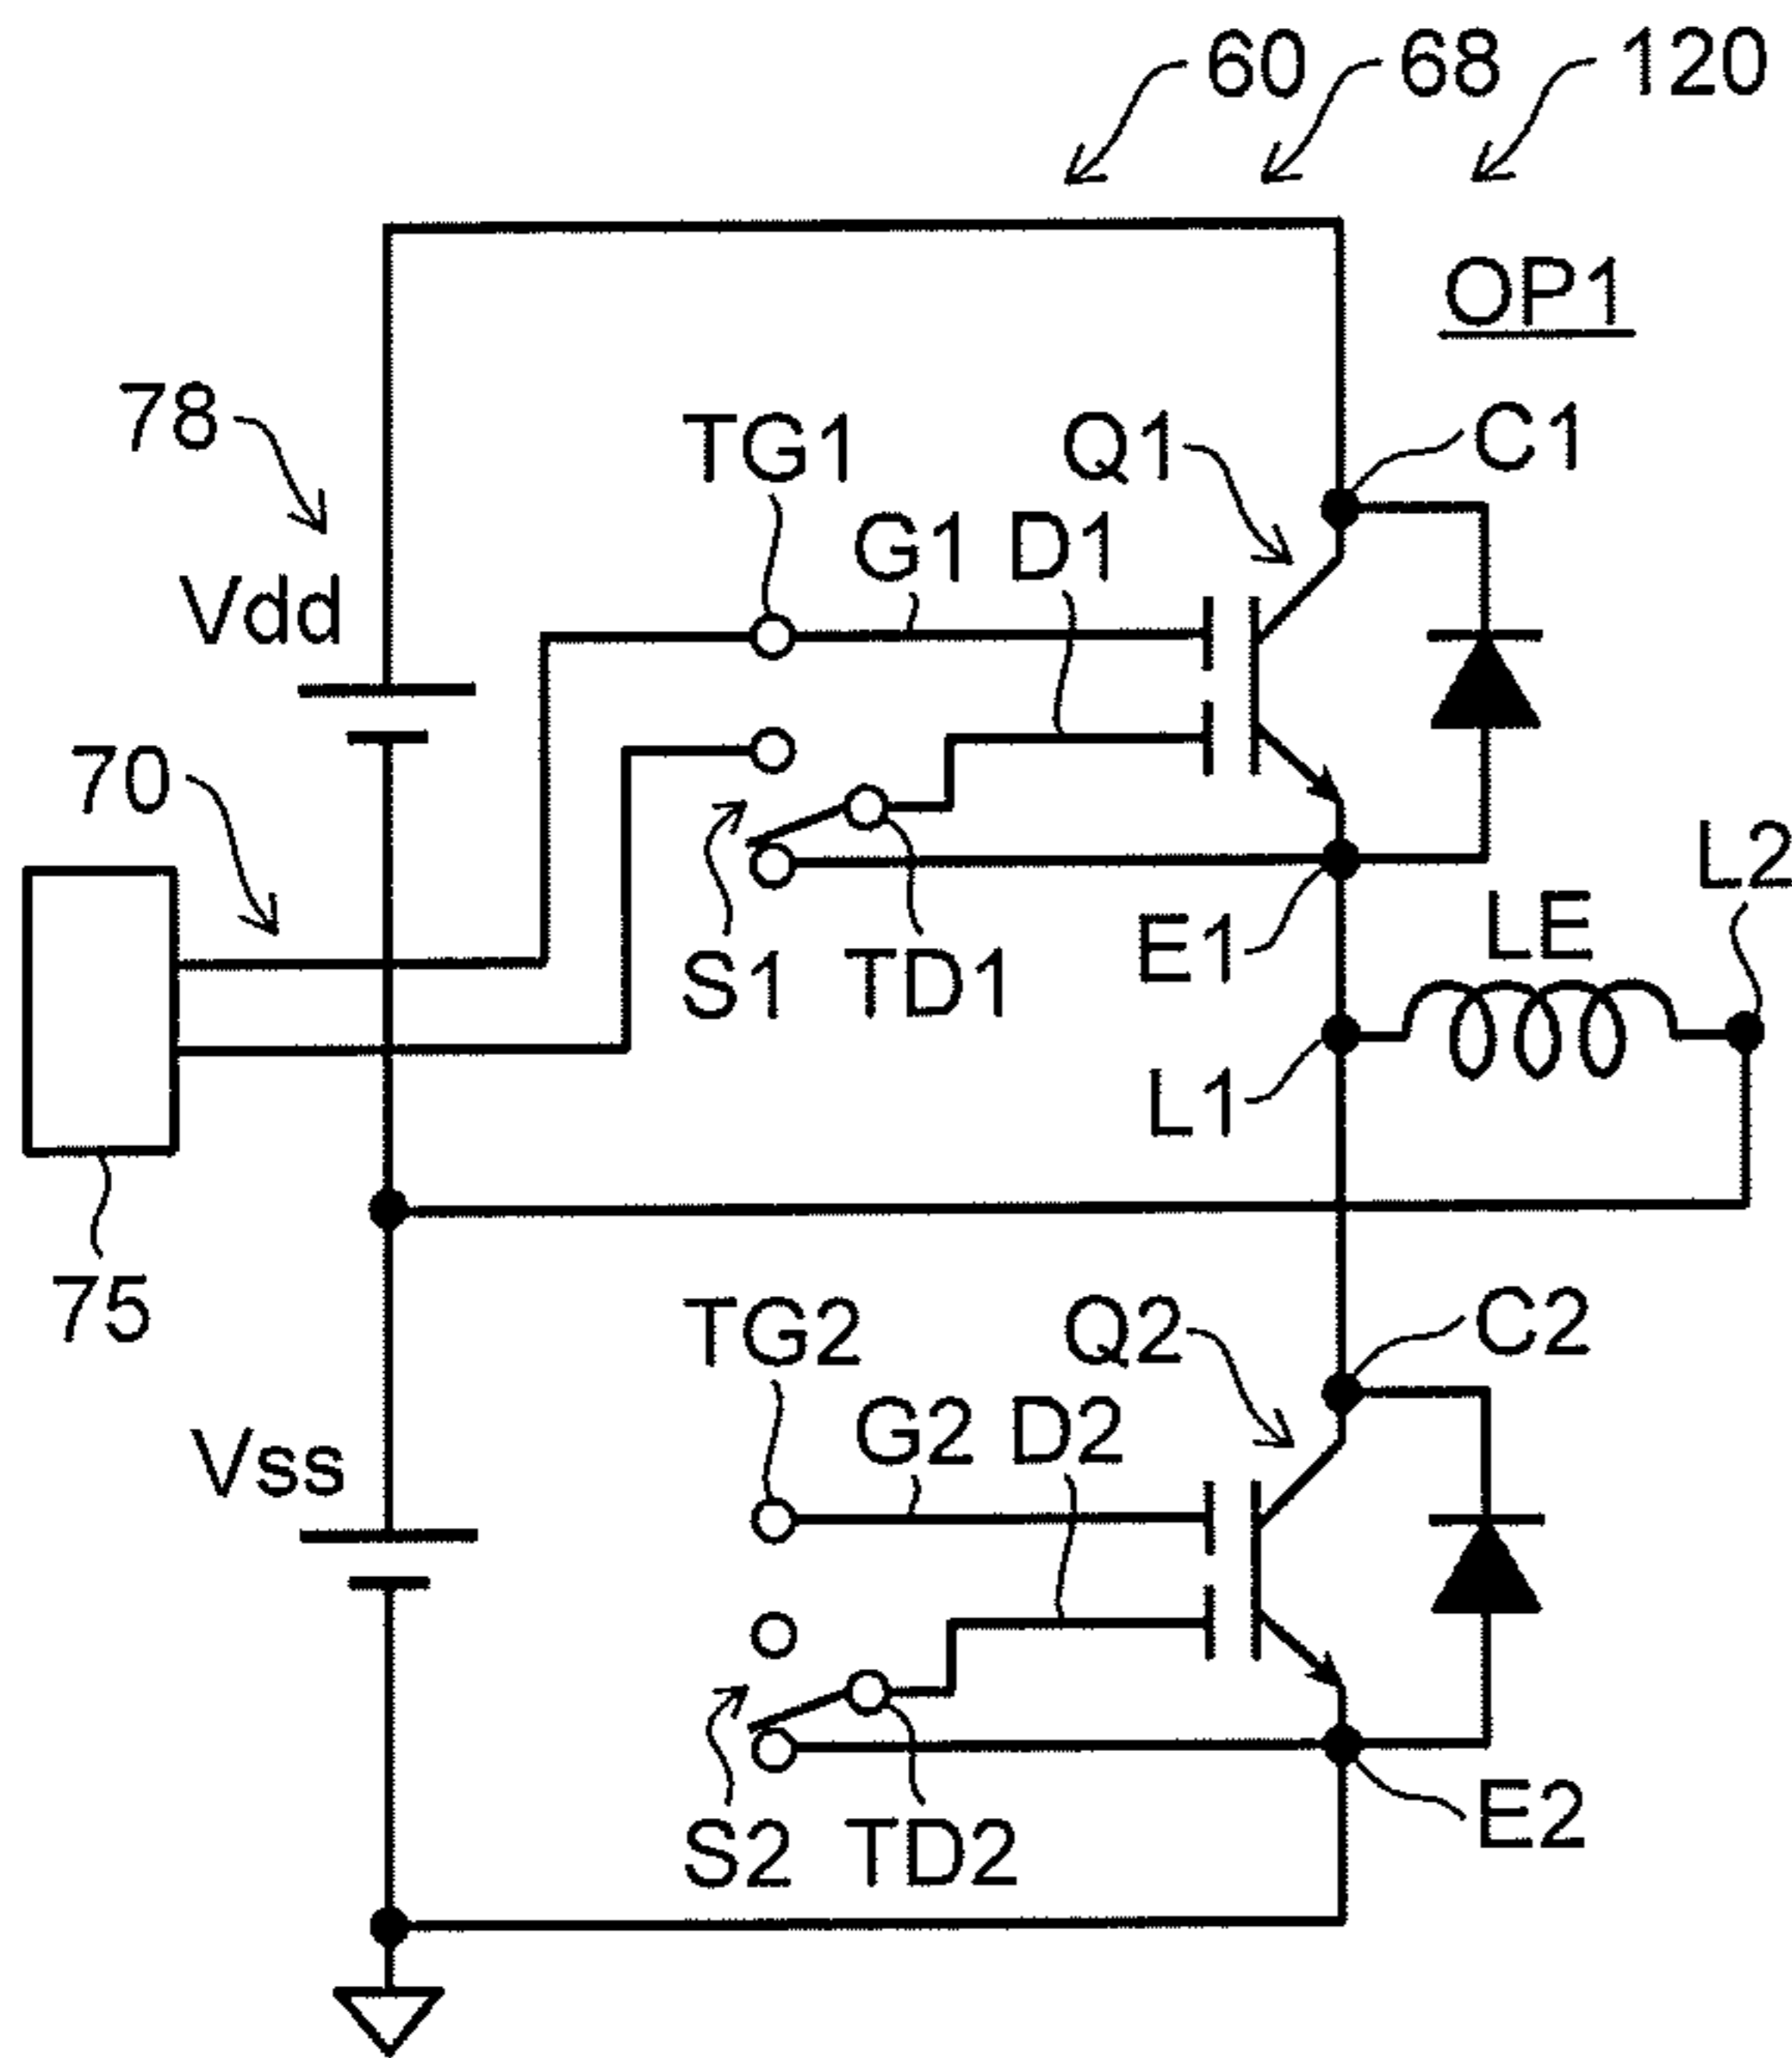 60 68 120
OP1
78 TG1 Q1 C1
G1 D1
Vdd
70
L2
E1 LE
S1 TD1
L1
75 TG2 Q2 C2
G2 D2
Vss
E2
S2 TD2